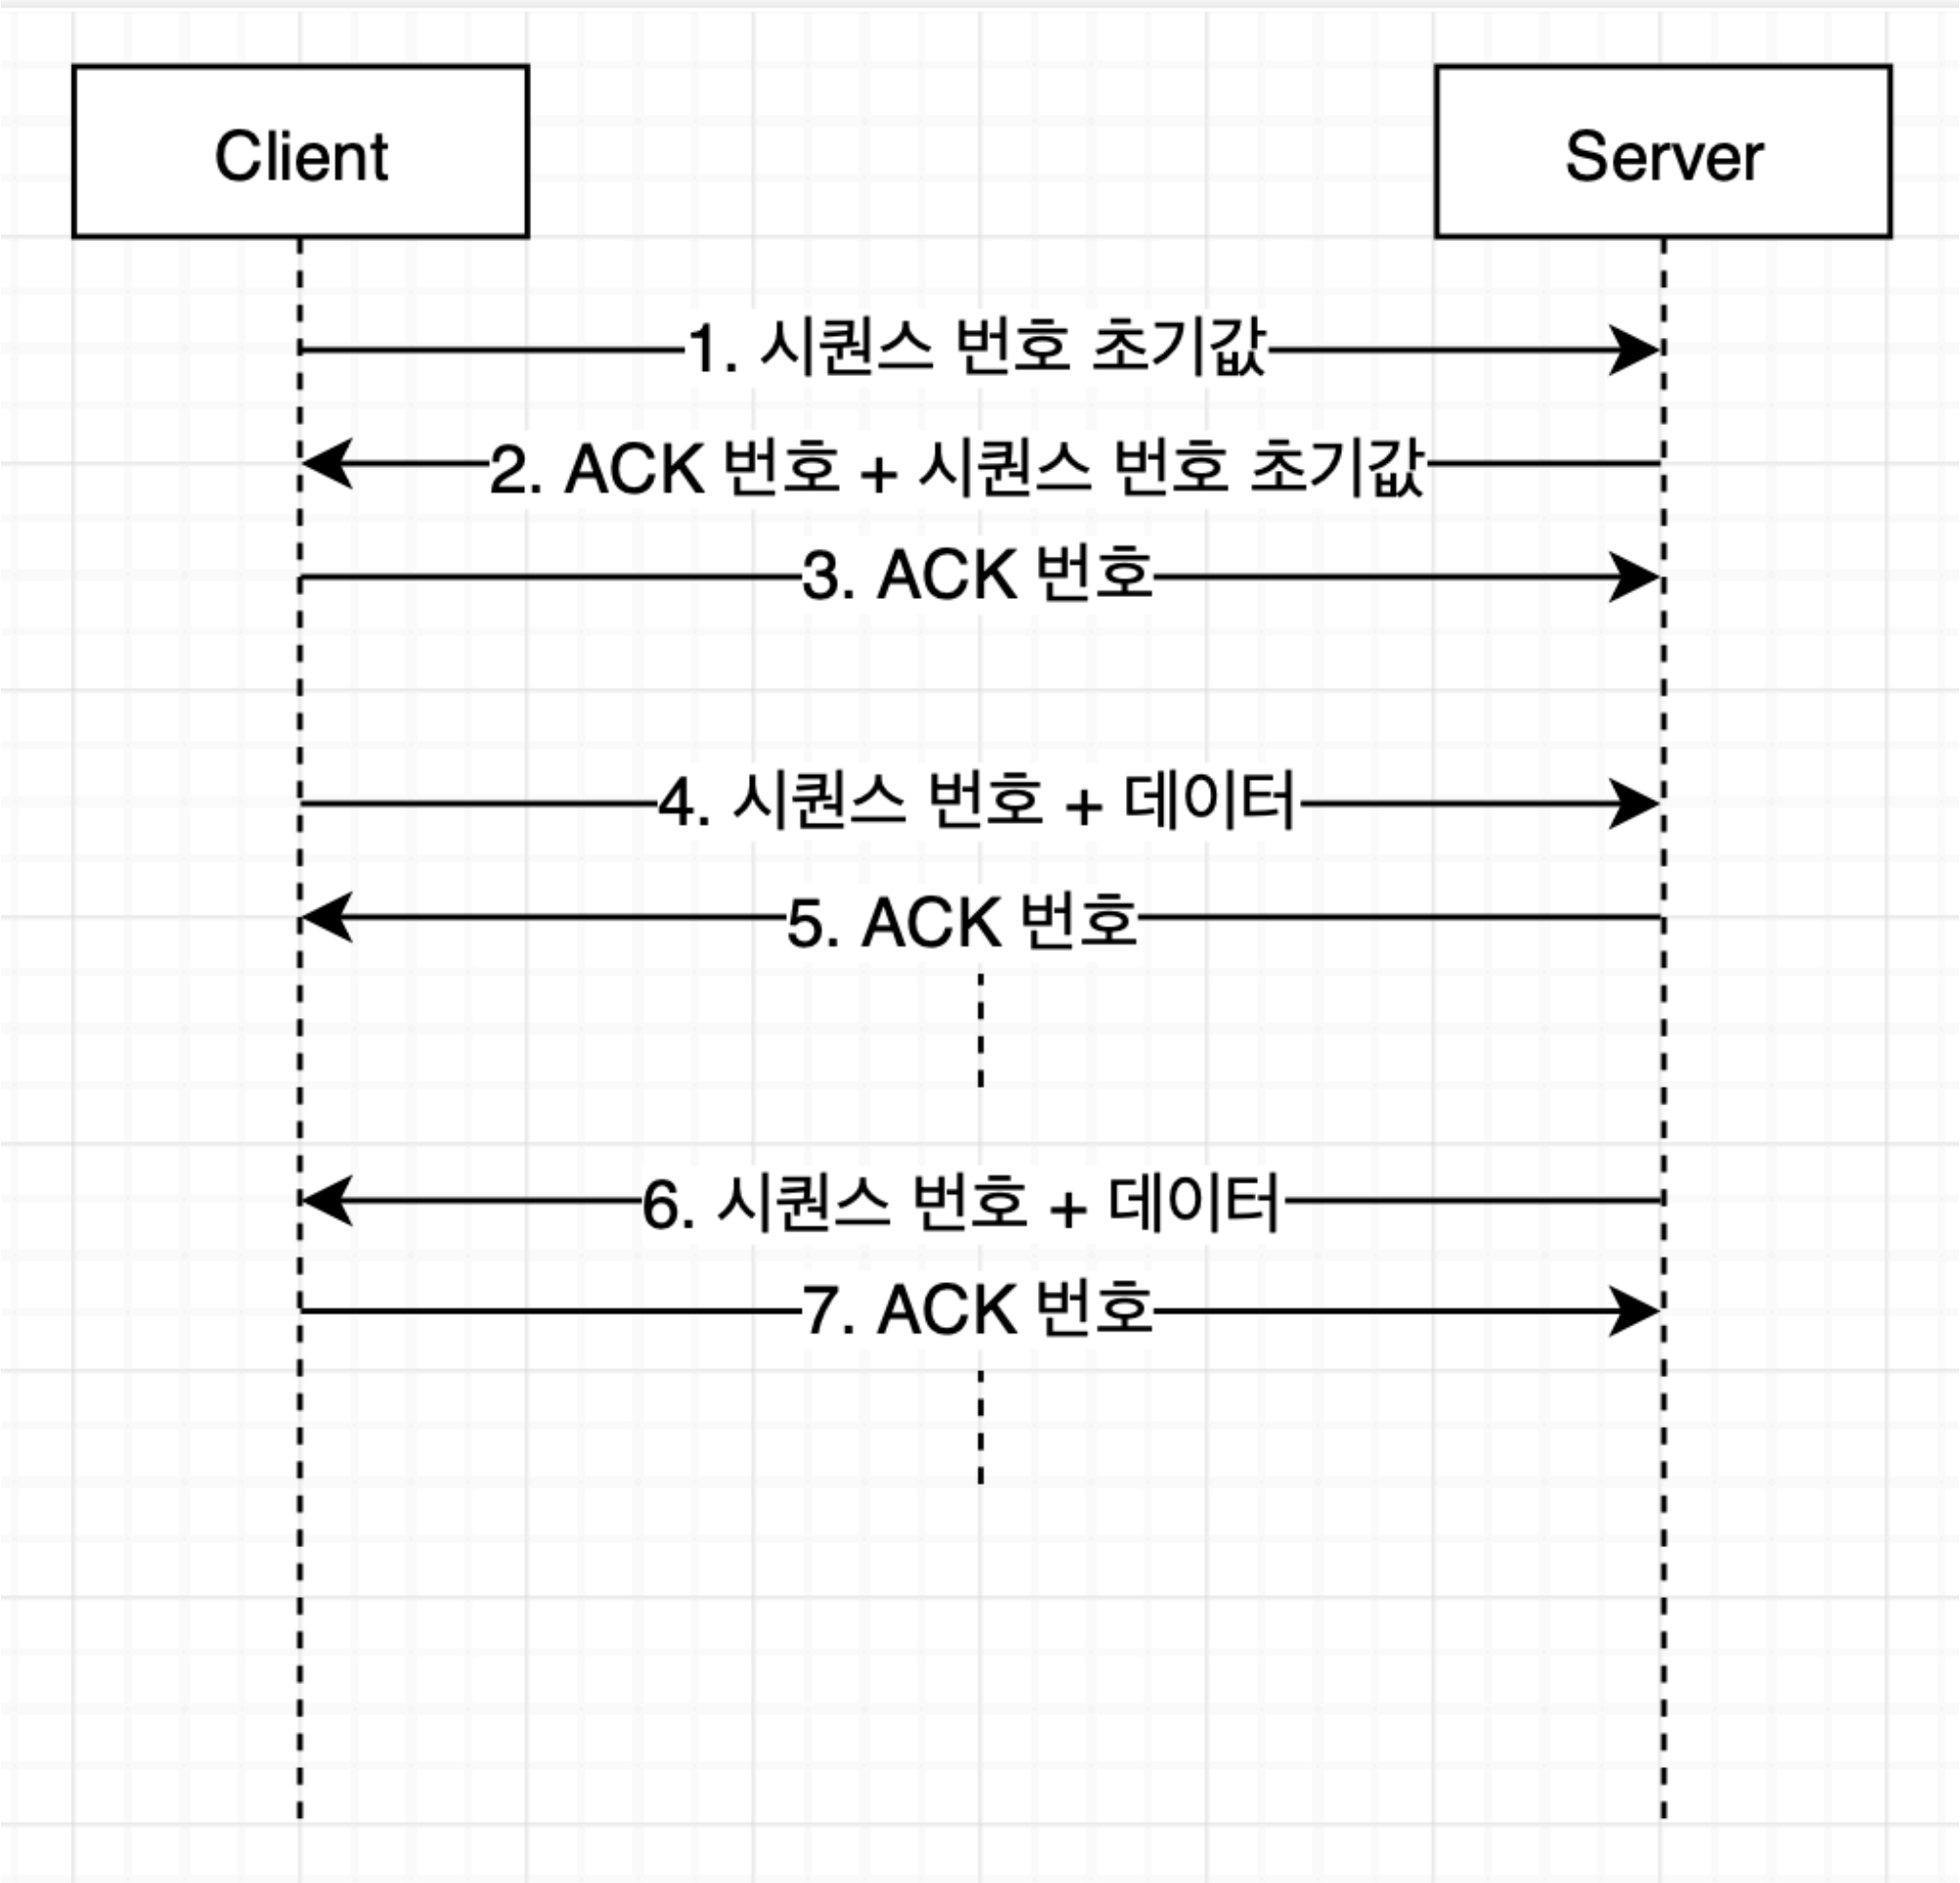 Client
Server
1. 시퀀스 번호 초기값
2. ACK 번호 + 시퀀스 번호 초기값
3. ACK 번호
4. 시퀀스 번호 + 데이터
5. ACK 번호
6. 시퀀스 번호 + 데이터
7. ACK 번호